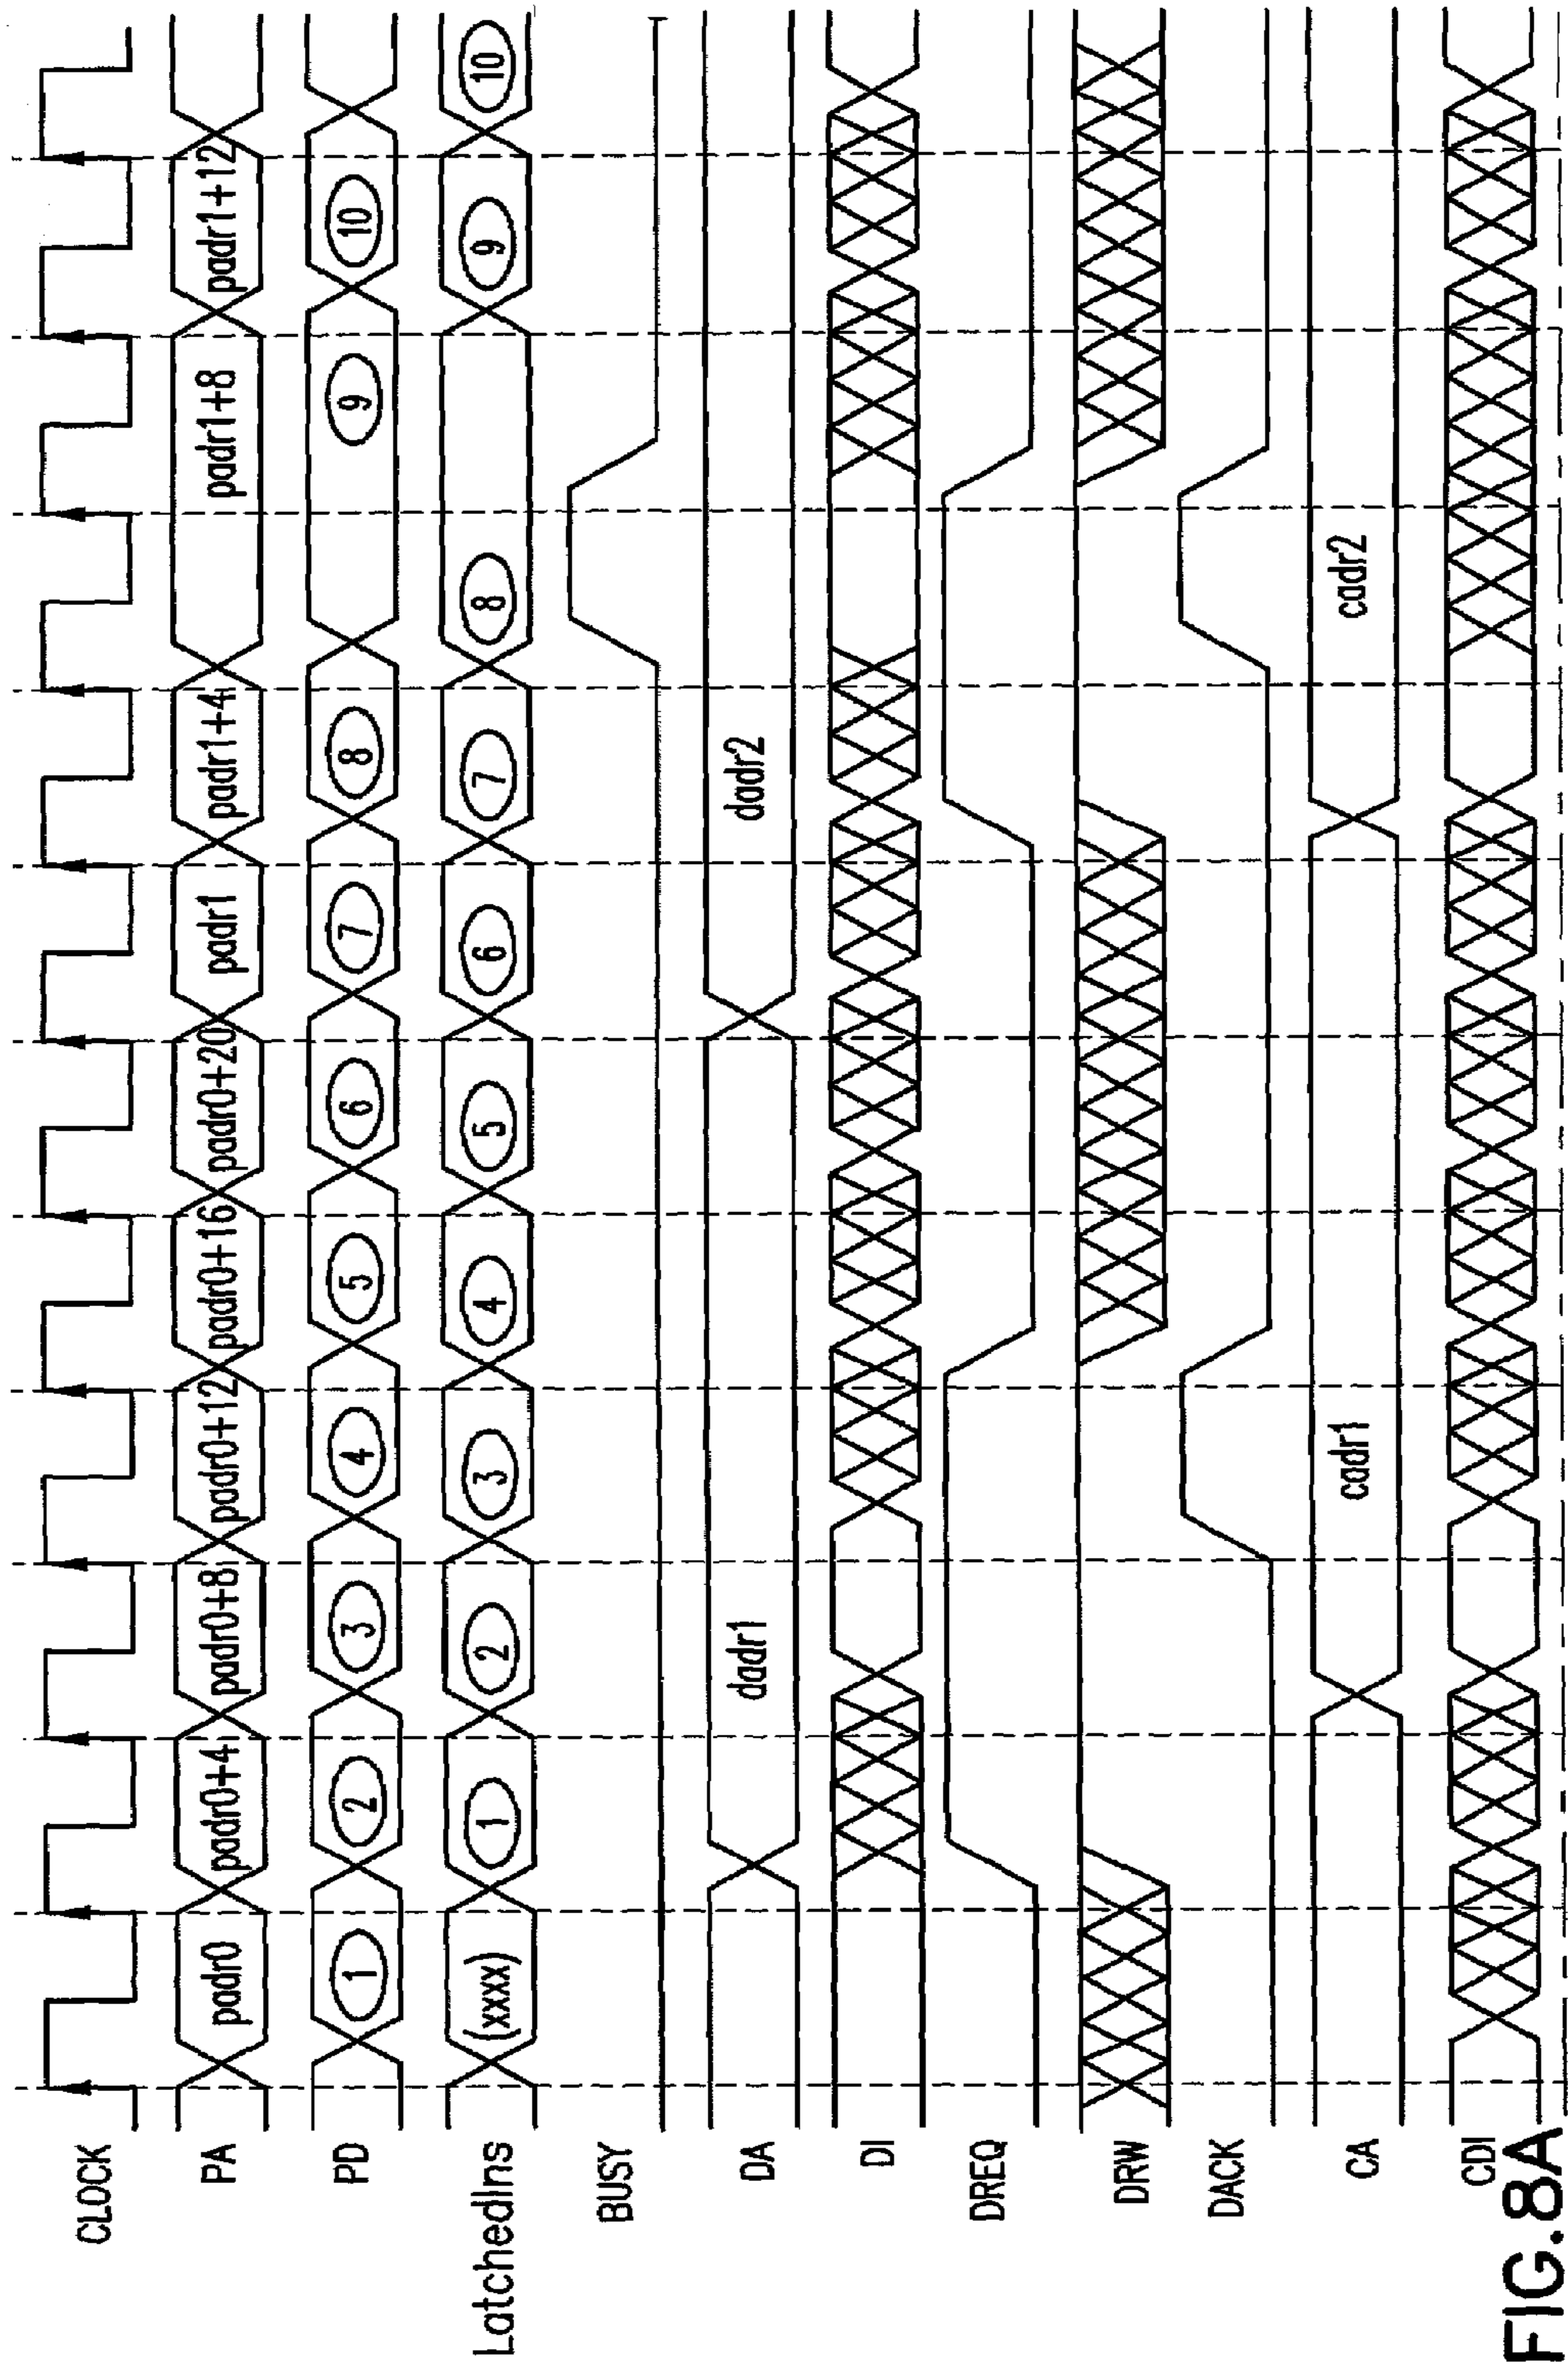 CLOCK
PA padr0 padr0+4 padr0+8 padr0+12 padr0+16 padr0+20 padr1 padr1+4 padr1+8 padr1+12
PD 1 2 3 4 5 6 7 8 9 10
LatchedIns (xxxx) 1 2 3 4 5 6 7 8 9 10
BUSY
DA dadr1 dadr2
DI
DREQ
DRW
DACK
CA cadr1 cadr2
CDI
FIG.8A